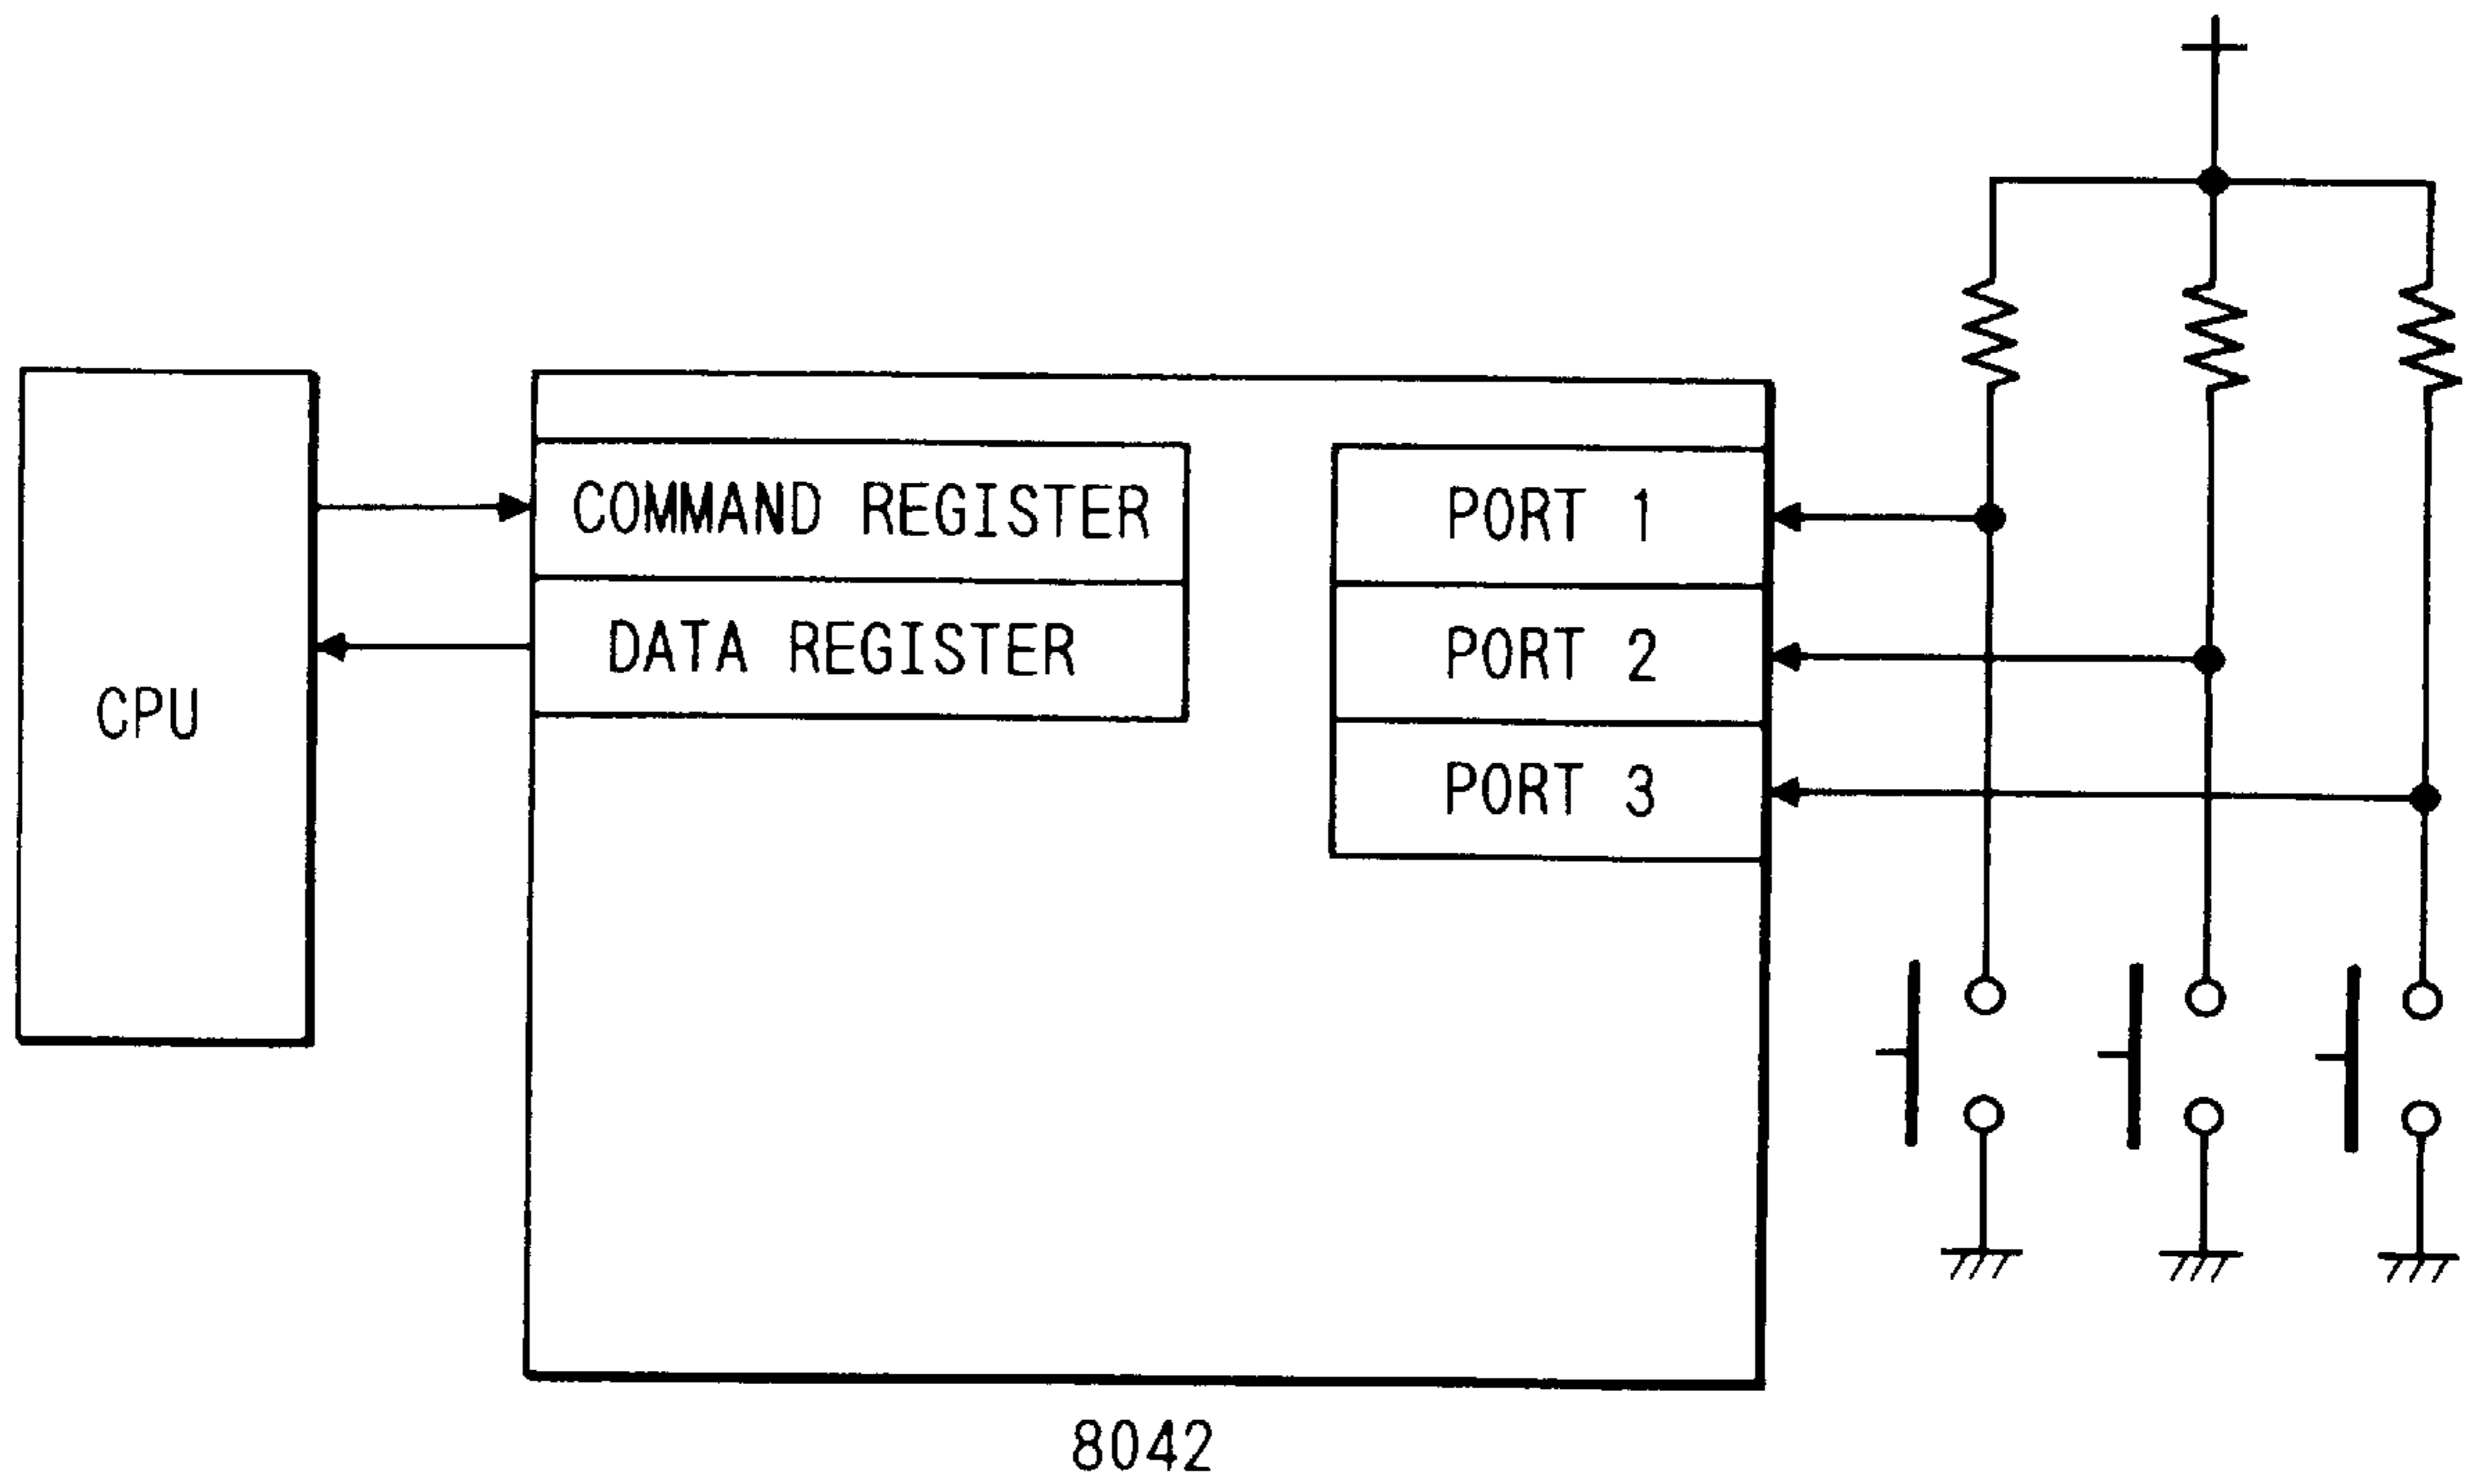 CPU
COMMAND REGISTER
DATA REGISTER
PORT 1
PORT 2
PORT 3
8042